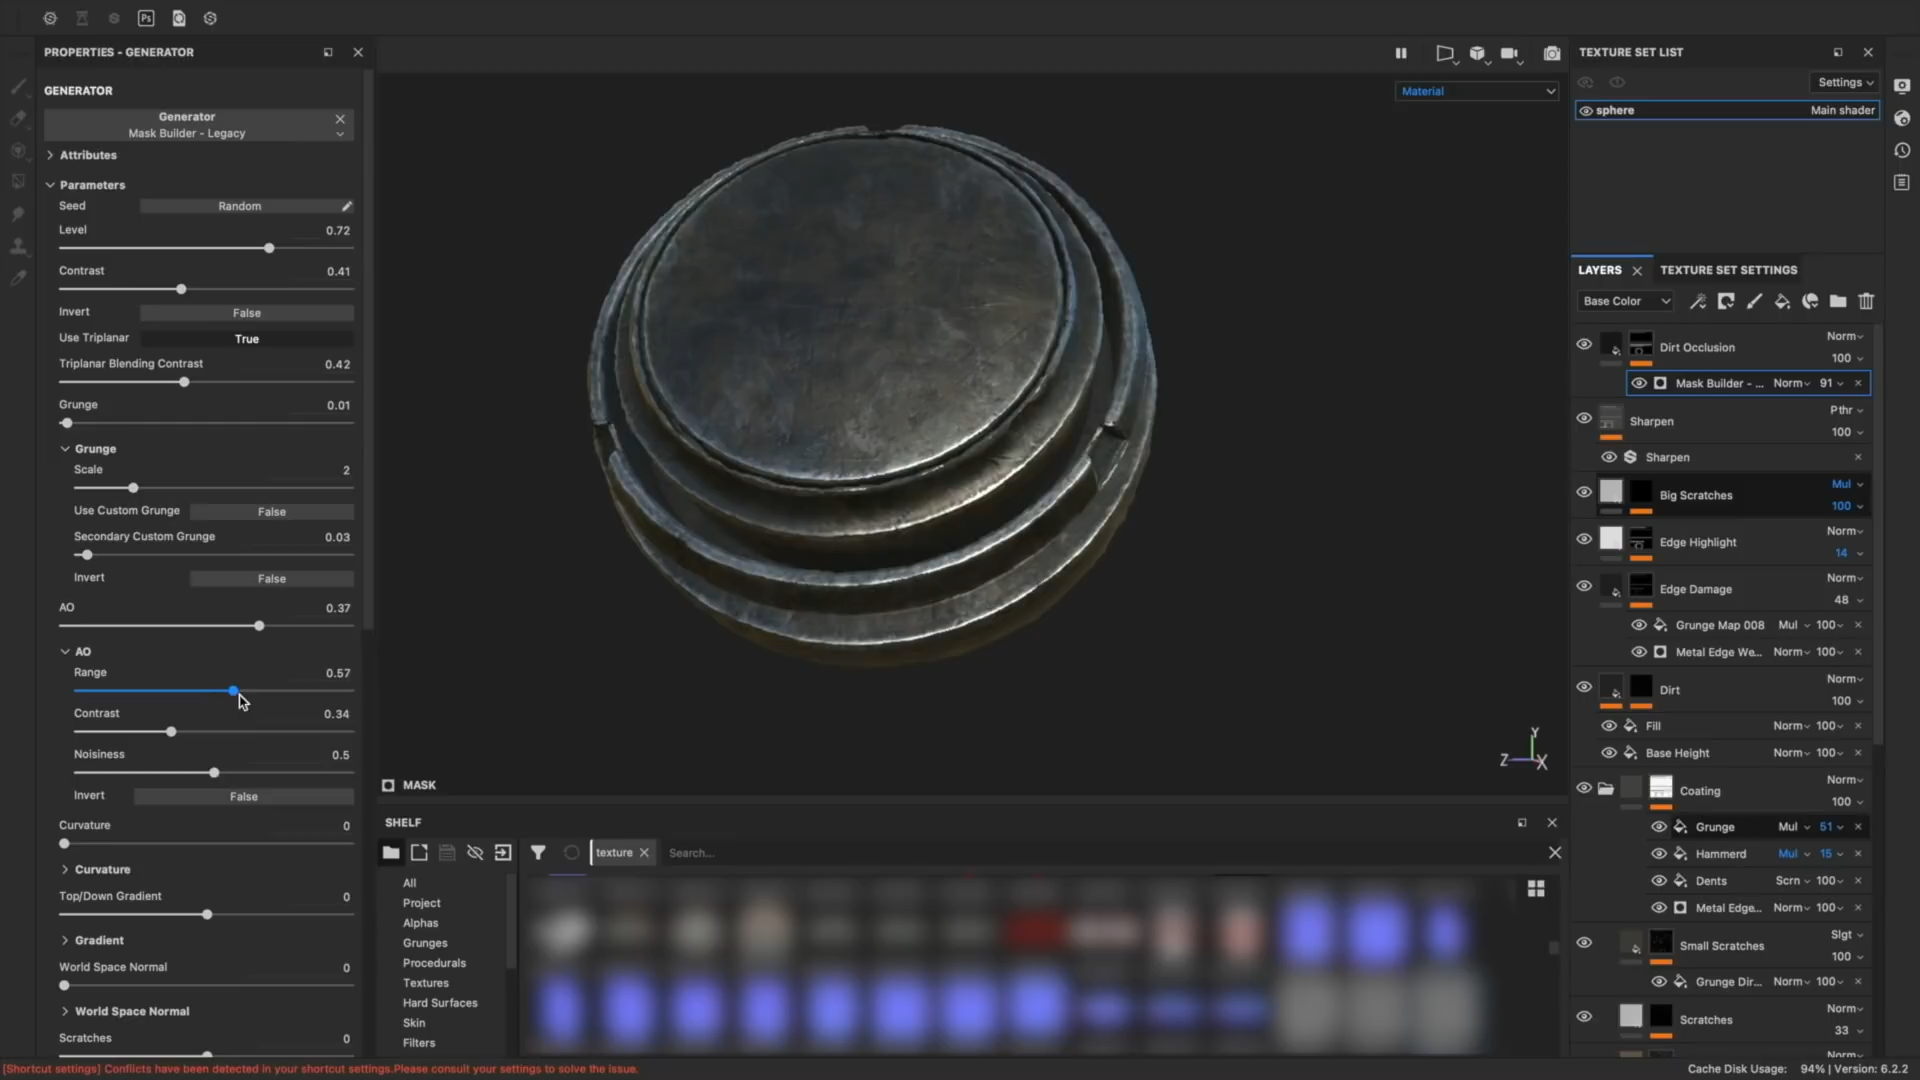 Ps
PROPERTIES - GENERATOR
GENERATOR
Generator
Mask Builder - Legacy
Attributes
Parameters
Seed Random
Level 0.72
Contrast 0.41
Invert False
Use Triplanar True
Triplanar Blending Contrast 0.42
Grunge 0.01
Grunge
Scale 2
Use Custom Grunge False
Secondary Custom Grunge 0.03
Invert False
AO 0.37
AO
Range 0.57
Contrast 0.34
Noisiness 0.5
Invert False
Curvature 0
Curvature
Top/Down Gradient 0
Gradient
World Space Normal 0
World Space Normal
Scratches 0
Material
Y
Z X
MASK
SHELF
texture Search...
All
Project
Alphas
Grunges
Procedurals
Textures
Hard Surfaces
Skin
Filters
TEXTURE SET LIST
Settings
sphere Main shader
LAYERS TEXTURE SET SETTINGS
Base Color
Dirt Occlusion Norm 100
Mask Builder - ... Norm 91
Sharpen Pthr 100
Sharpen
Big Scratches Mul 100
Edge Highlight Norm 14
Edge Damage Norm 48
Grunge Map 008 Mul 100
Metal Edge We... Norm 100
Dirt Norm 100
Fill Norm 100
Base Height Norm 100
Coating Norm 100
Grunge Mul 51
Hammerd Mul 15
Dents Scrn 100
Metal Edge... Norm 100
Small Scratches Slgt 100
Grunge Dir... Norm 100
Scratches Norm 33
Norm
[Shortcut settings] Conflicts have been detected in your shortcut settings.Please consult your settings to solve the issue.
Cache Disk Usage: 94% | Version: 6.2.2